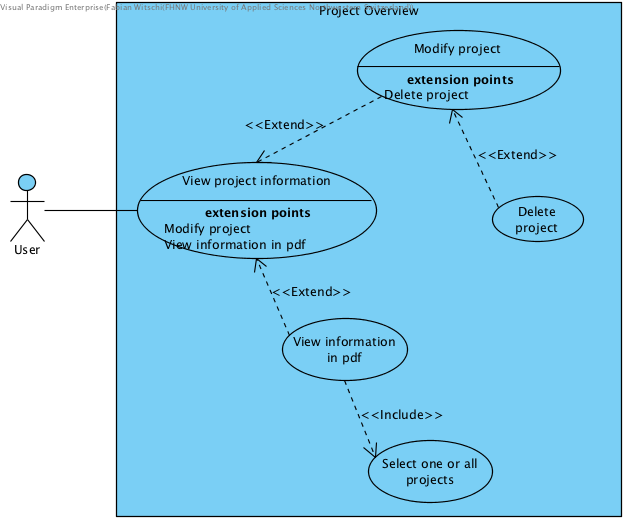 Visual Paradigm Enterprise(Fabian Witschi(FHNW University of Applied Sciences
Project Overview
Modify project
extension points
Delete project
<<Extend>>
<<Extend>>
View project information
extension points
Modify project
View information in pdf
Delete
project
User
<<Extend>>
View information
in pdf
<<Include>>
Select one or all
projects